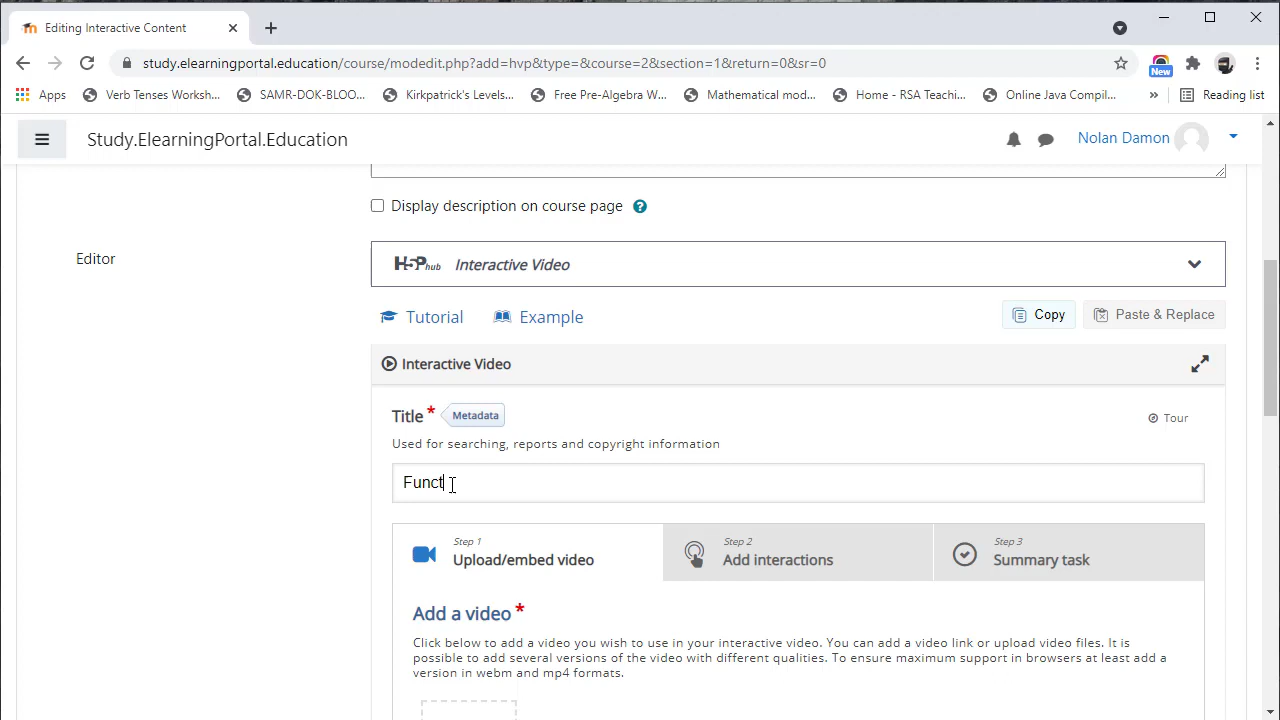 Editing Interactive Content
study.elearningportal.education/course/modedit.php?add=hvp&type=&course=2&section=1&return=0&sr=0
New
Apps Verb Tenses Worksh... SAMR-DOK-BLOO... Kirkpatrick's Levels... Free Pre-Algebra W... Mathematical mod... Home - RSA Teachi... Online Java Compil... » Reading list
Study.ElearningPortal.Education
Nolan Damon
Display description on course page ?
Editor
H5P hub Interactive Video
Tutorial Example Copy Paste & Replace
Interactive Video
Title * Metadata Tour
Used for searching, reports and copyright information
Funct
Step 1 Step 2 Step 3
Upload/embed video Add interactions Summary task
Add a video *
Click below to add a video you wish to use in your interactive video. You can add a video link or upload video files. It is
possible to add several versions of the video with different qualities. To ensure maximum support in browsers at least add a
version in webm and mp4 formats.